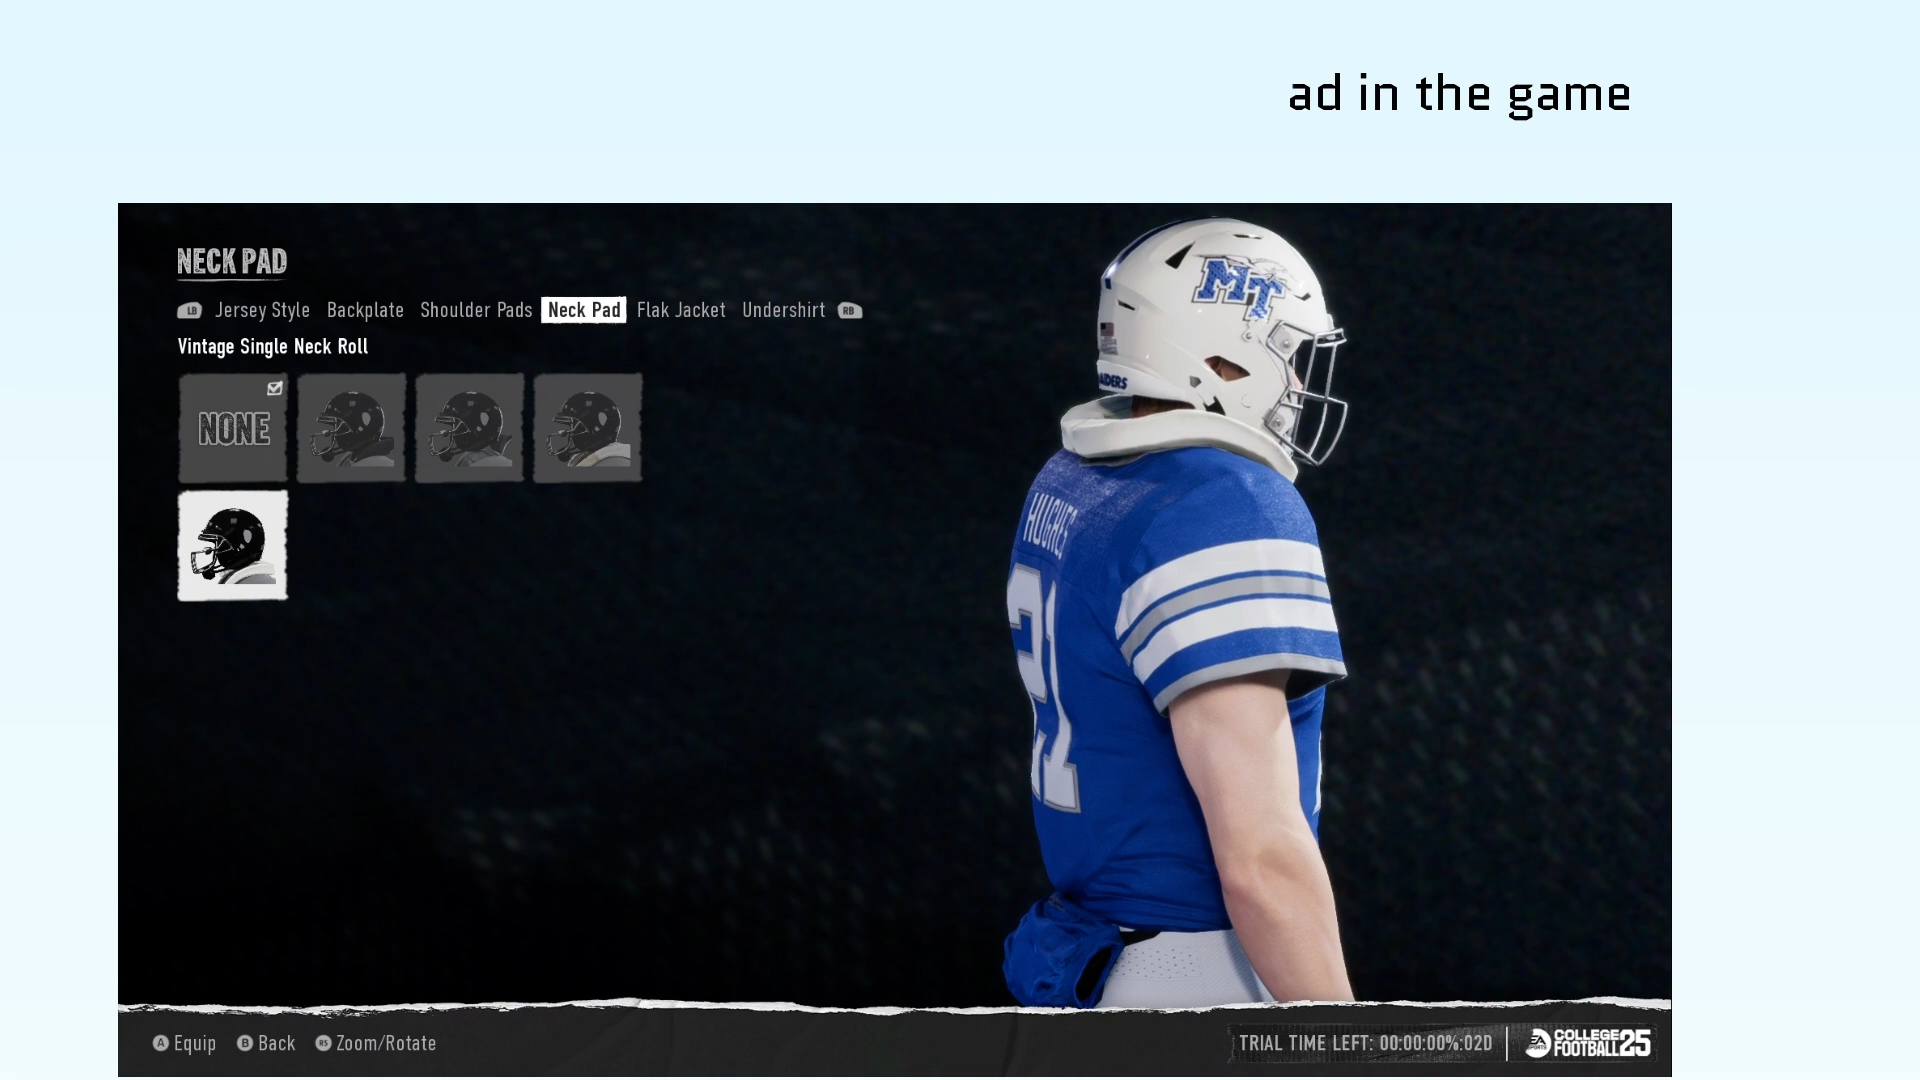 ad in the game
NECK PAD
LB Jersey Style Backplate Shoulder Pads Neck Pad Flak Jacket Undershirt RB
Vintage Single Neck Roll
NONE
MT
AIDERS
HUGHES
21
A Equip B Back RS Zoom/Rotate
TRIAL TIME LEFT: 00:00:00%:02D
EA SPORTS COLLEGE FOOTBALL 25